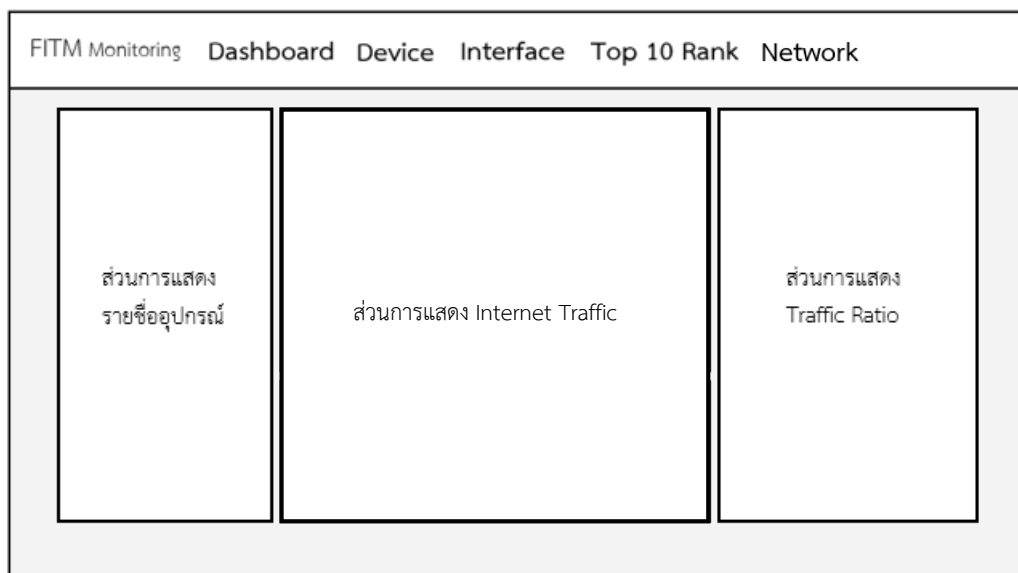 FITM Monitoring Dashboard Device Interface Top 10 Rank Network
ส่วนการแสดง
รายชื่ออุปกรณ์
ส่วนการแสดง Internet Traffic
ส่วนการแสดง
Traffic Ratio